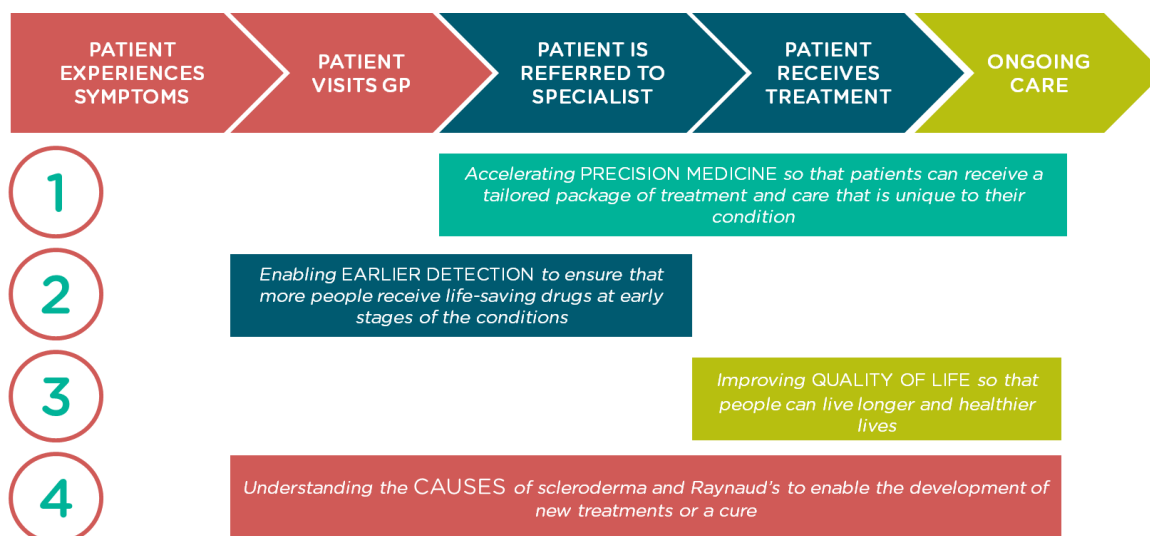 PATIENT
EXPERIENCES
SYMPTOMS
PATIENT
VISITS GP
PATIENT IS
REFERRED TO
SPECIALIST
PATIENT
RECEIVES
TREATMENT
ONGOING
CARE
1
Accelerating PRECISION MEDICINE so that patients can receive a
tailored package of treatment and care that is unique to their
condition
2
Enabling EARLIER DETECTION to ensure that
more people receive life-saving drugs at early
stages of the conditions
3
Improving QUALITY OF LIFE so that
people can live longer and healthier
lives
4
Understanding the CAUSES of scleroderma and Raynaud's to enable the development of
new treatments or a cure